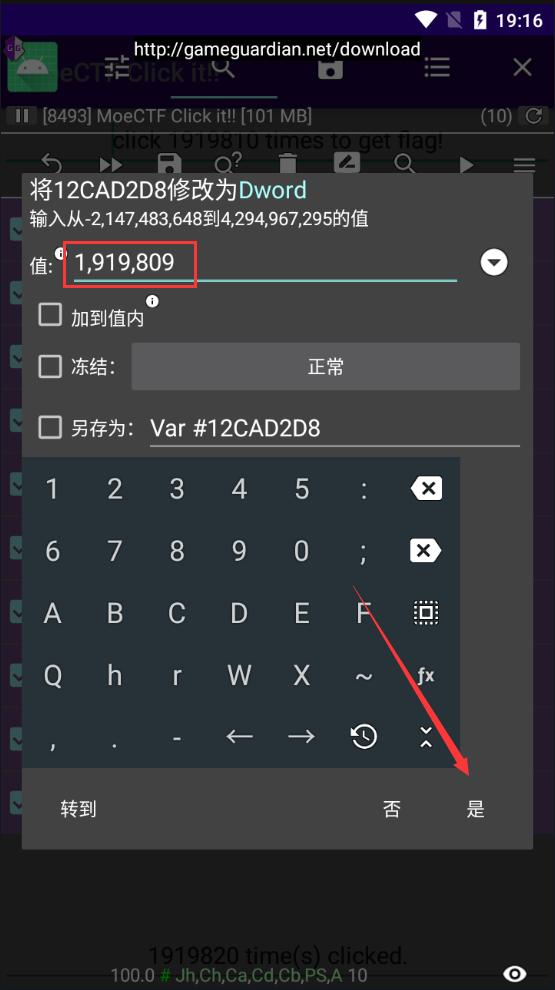 19:16
http://gameguardian.net/download
MoeCTF Click it!!
[8493] MoeCTF Click it!! [101 MB]
(10)
click 1919810 times to get flag!
将12CAD2D8修改为Dword
输入从-2,147,483,648到4,294,967,295的值
值: 1,919,809
加到值内
冻结: 正常
另存为: Var #12CAD2D8
1 2 3 4 5 :
6 7 8 9 0 ;
A B C D E F
Q h r W X ~ ƒx
, . - ← →
转到 否 是
1919820 time(s) clicked.
100.0 # Jh,Ch,Ca,Cd,Cb,PS,A 10